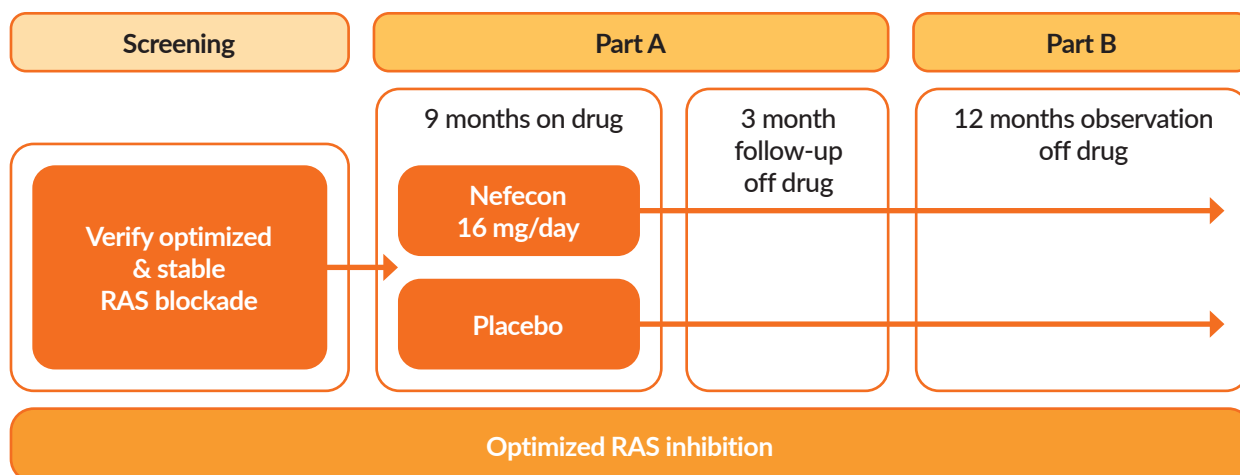 Screening
Part A
Part B
Verify optimized
& stable
RAS blockade
9 months on drug
Nefecon
16 mg/day
Placebo
3 month
follow-up
off drug
12 months observation
off drug
Optimized RAS inhibition